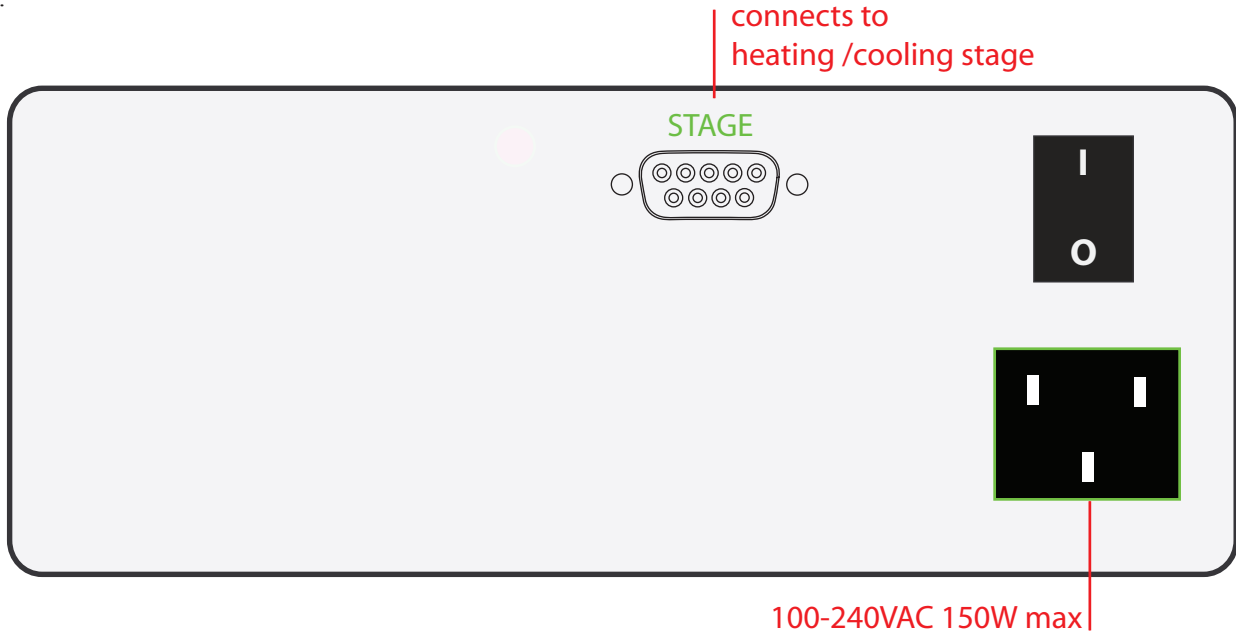 connects to
heating /cooling stage
STAGE
I
O
100-240VAC 150W max